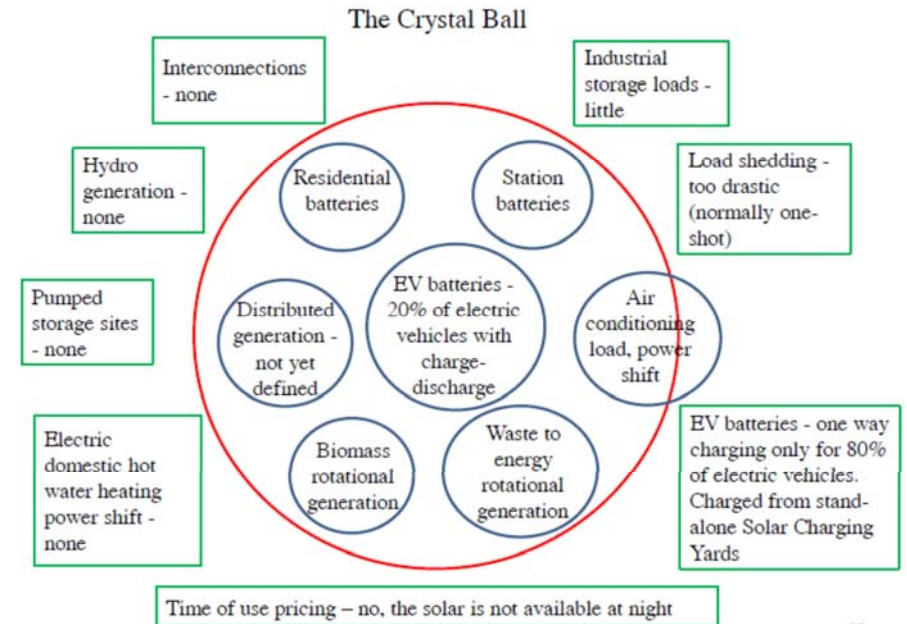 The Crystal Ball
Interconnections
- none
Industrial
storage loads -
little
Hydro
generation -
none
Residential
batteries
Station
batteries
Load shedding -
too drastic
(normally one-
shot)
Pumped
storage sites
- none
Distributed
generation -
not yet
defined
EV batteries -
20% of electric
vehicles with
charge-
discharge
Air
conditioning
load, power
shift
Electric
domestic hot
water heating
power shift -
none
Biomass
rotational
generation
Waste to
energy
rotational
generation
EV batteries - one way
charging only for 80%
of electric vehicles.
Charged from stand-
alone Solar Charging
Yards
Time of use pricing – no, the solar is not available at night